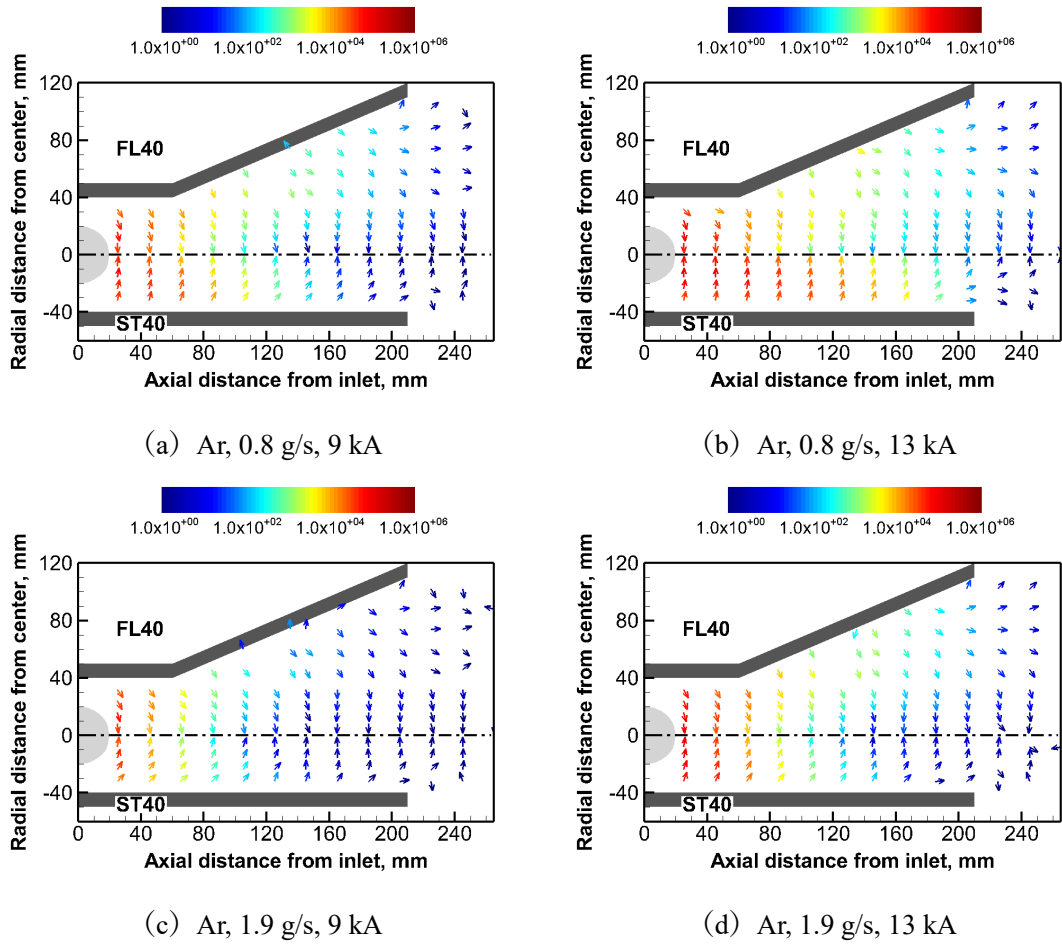 1.0x10+00 1.0x10+02 1.0x10+04 1.0x10+06
120
80
40
0
-40
0 40 80 120 160 200 240
Radial distance from center, mm
Axial distance from inlet, mm
FL40
ST40
(a) Ar, 0.8 g/s, 9 kA
1.0x10+00 1.0x10+02 1.0x10+04 1.0x10+06
120
80
40
0
-40
0 40 80 120 160 200 240
Radial distance from center, mm
Axial distance from inlet, mm
FL40
ST40
(b) Ar, 0.8 g/s, 13 kA
1.0x10+00 1.0x10+02 1.0x10+04 1.0x10+06
120
80
40
0
-40
0 40 80 120 160 200 240
Radial distance from center, mm
Axial distance from inlet, mm
FL40
ST40
(c) Ar, 1.9 g/s, 9 kA
1.0x10+00 1.0x10+02 1.0x10+04 1.0x10+06
120
80
40
0
-40
0 40 80 120 160 200 240
Radial distance from center, mm
Axial distance from inlet, mm
FL40
ST40
(d) Ar, 1.9 g/s, 13 kA